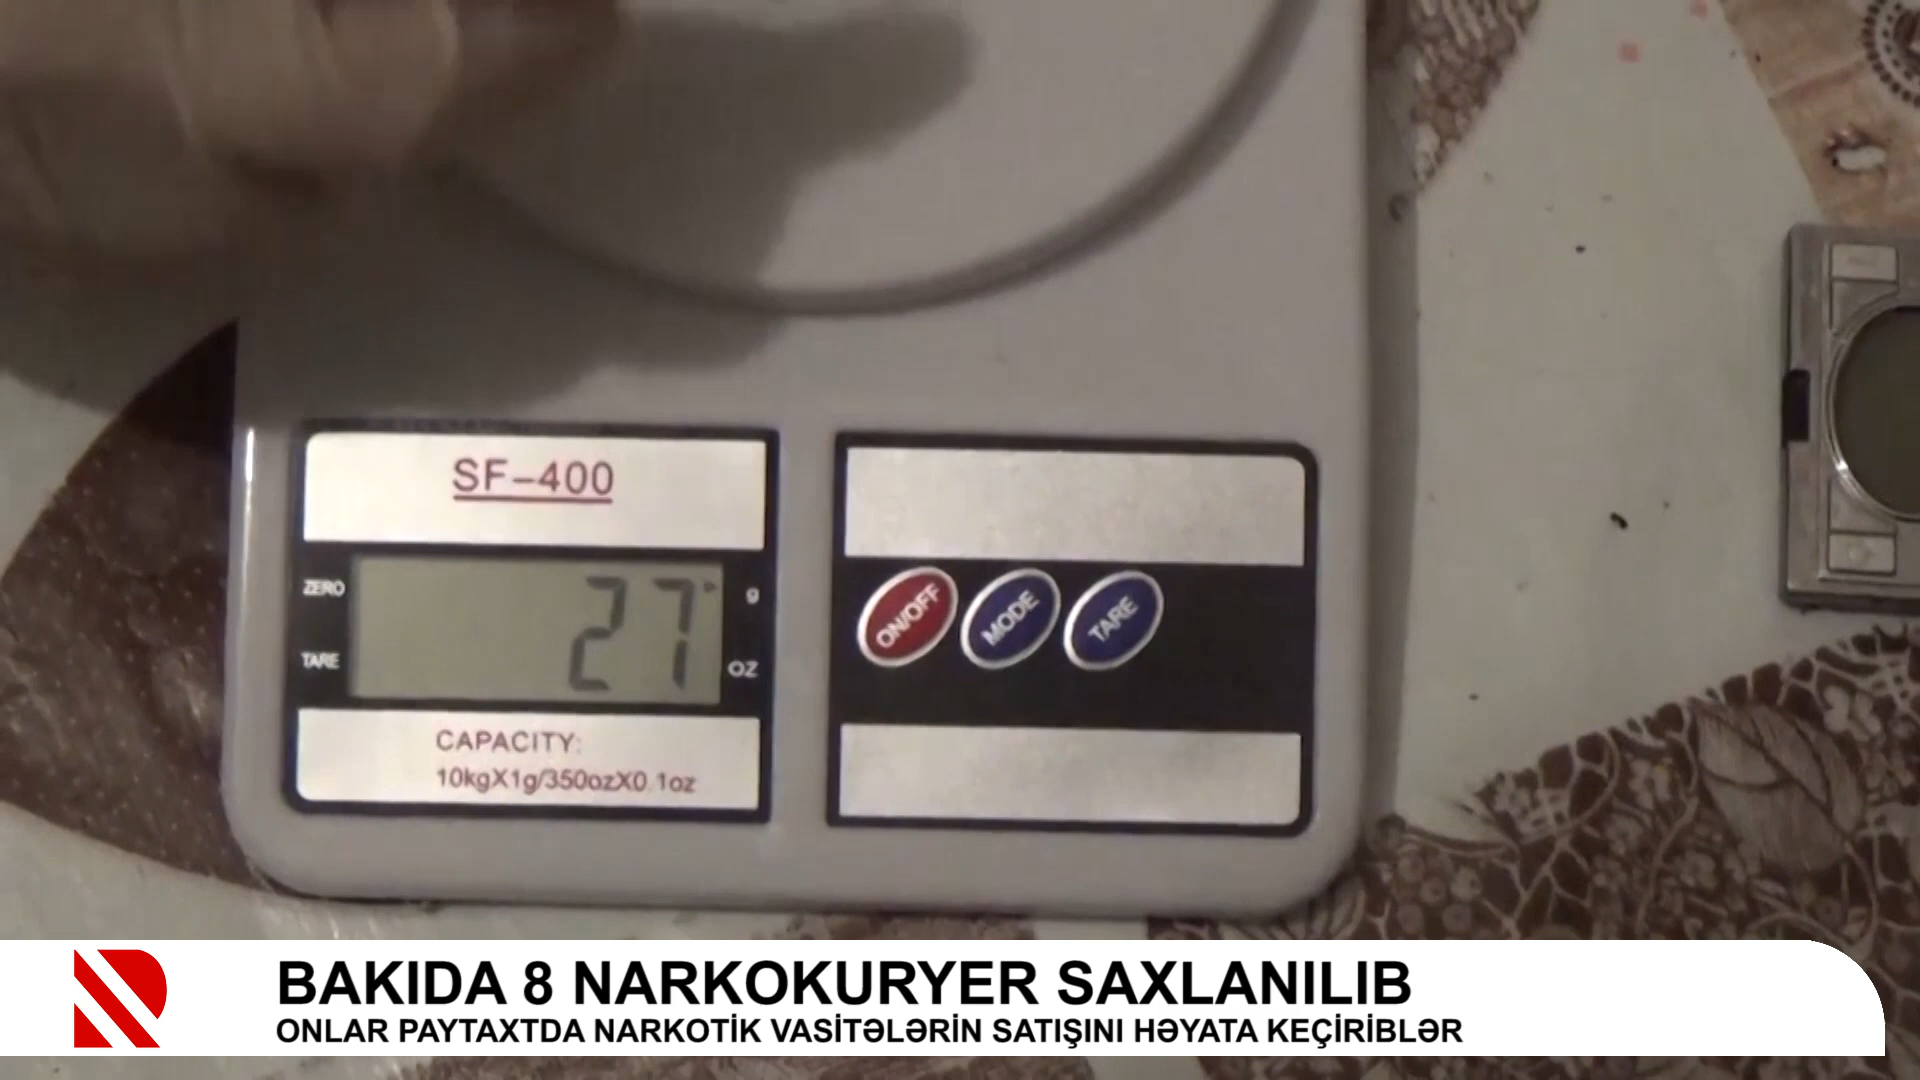 SF-400
ZERO
27
g
TARE
OZ
CAPACITY:
10kgX1g/350ozX0.1oz
ON/OFF
MODE
TARE
BAKIDA 8 NARKOKURYER SAXLANILIB
ONLAR PAYTAXTDA NARKOTİK VASİTƏLƏRİN SATIŞINI HƏYATA KEÇİRİBLƏR